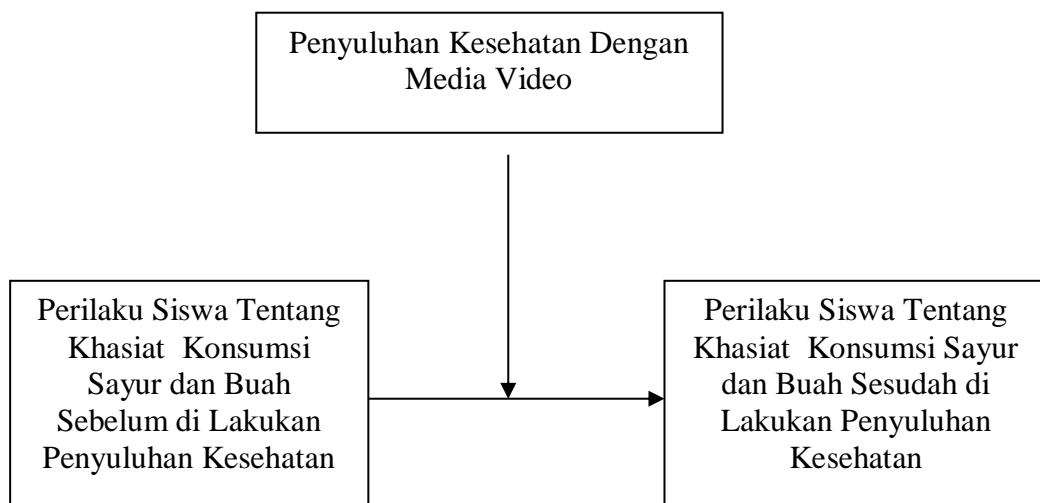 Penyuluhan Kesehatan Dengan
Media Video
Perilaku Siswa Tentang
Khasiat Konsumsi
Sayur dan Buah
Sebelum di Lakukan
Penyuluhan Kesehatan
Perilaku Siswa Tentang
Khasiat Konsumsi Sayur
dan Buah Sesudah di
Lakukan Penyuluhan
Kesehatan